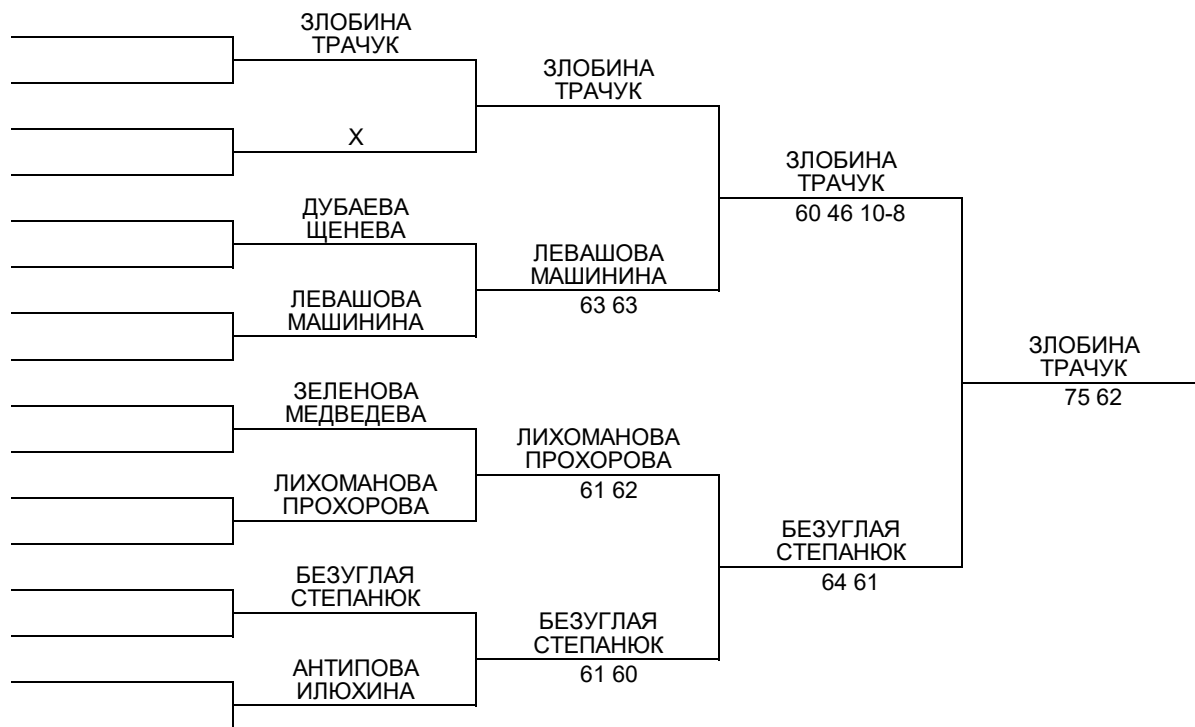 ЗЛОБИНА
ТРАЧУК
Х
ДУБАЕВА
ЩЕНЕВА
ЛЕВАШОВА
МАШИНИНА
ЗЕЛЕНОВА
МЕДВЕДЕВА
ЛИХОМАНОВА
ПРОХОРОВА
БЕЗУГЛАЯ
СТЕПАНЮК
АНТИПОВА
ИЛЮХИНА
ЗЛОБИНА
ТРАЧУК
ЛЕВАШОВА
МАШИНИНА
63 63
ЛИХОМАНОВА
ПРОХОРОВА
61 62
БЕЗУГЛАЯ
СТЕПАНЮК
61 60
ЗЛОБИНА
ТРАЧУК
60 46 10-8
БЕЗУГЛАЯ
СТЕПАНЮК
64 61
ЗЛОБИНА
ТРАЧУК
75 62